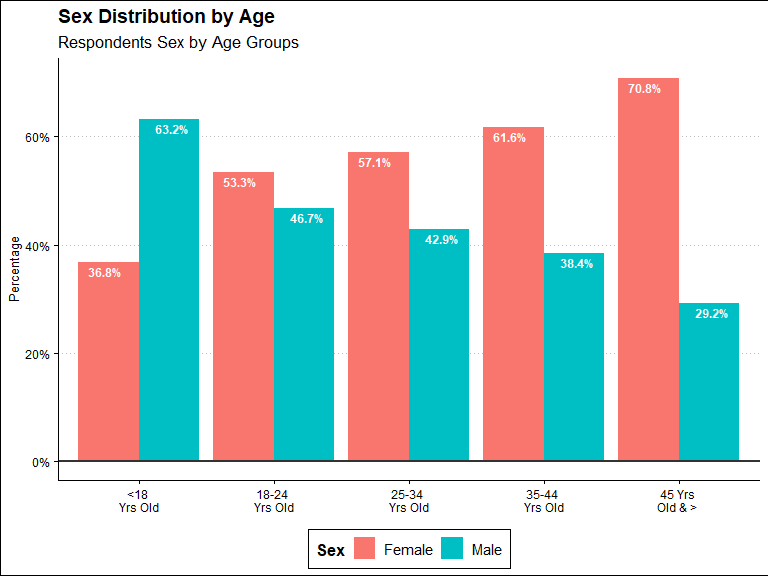 Sex Distribution by Age
Respondents Sex by Age Groups
Percentage
60%
40%
20%
0%
36.8%
63.2%
53.3%
46.7%
57.1%
42.9%
61.6%
38.4%
70.8%
29.2%
<18
Yrs Old
18-24
Yrs Old
25-34
Yrs Old
35-44
Yrs Old
45 Yrs
Old & >
Sex Female Male